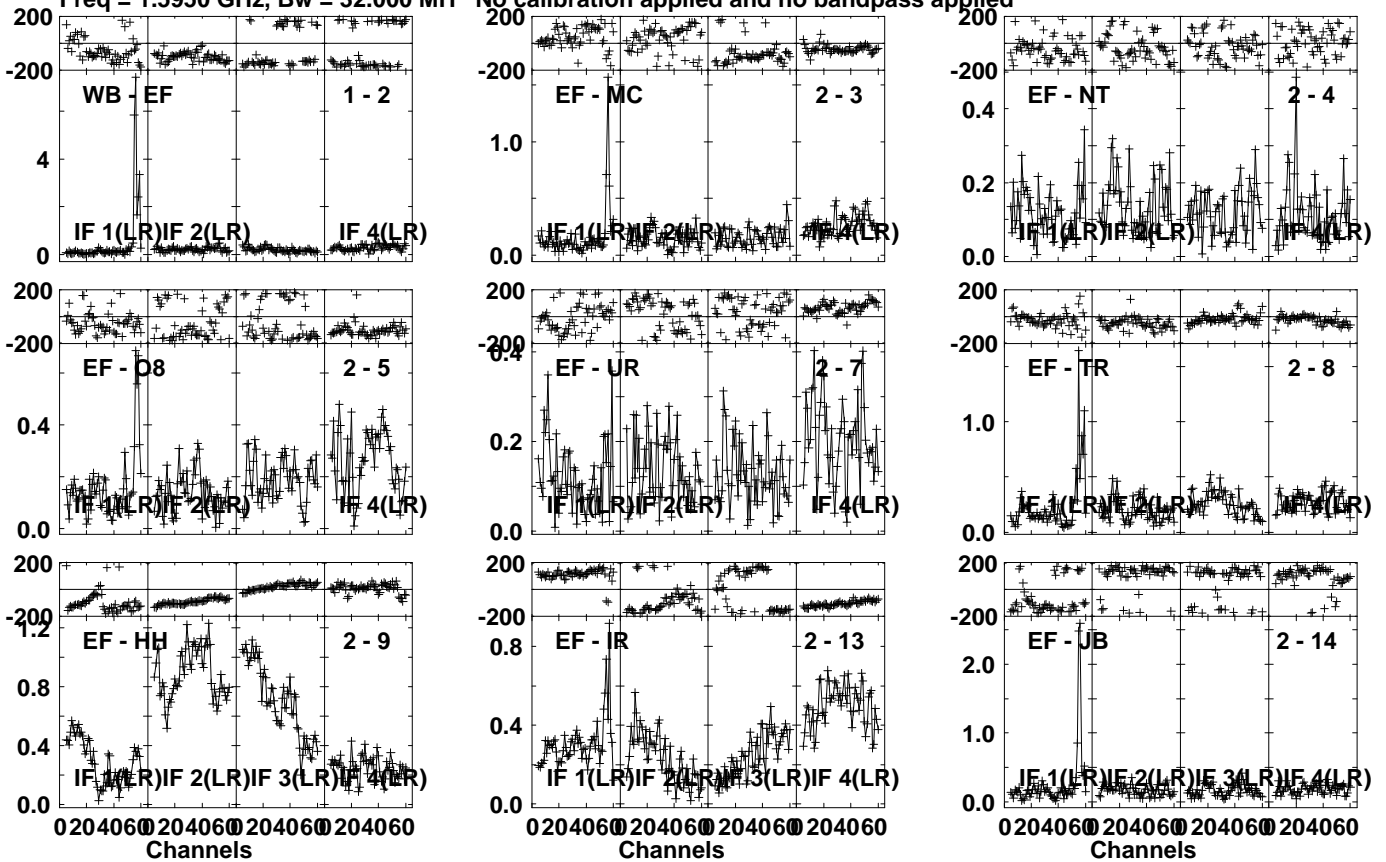 Freq = 1.5950 GHz, Bw = 32.000 MH No calibration applied and no bandpass applied
200
-200
WB - EF 1 - 2
4
0
IF 1(LR) IF 2(LR) IF 4(LR)
200
-200
EF - MC 2 - 3
1.0
0.0
IF 1(LR) IF 2(LR) IF 4(LR)
200
-200
EF - NT 2 - 4
0.4
0.2
0.0
IF 1(LR) IF 2(LR) IF 4(LR)
200
-200
EF - O8 2 - 5
0.4
0.0
IF 1(LR) IF 2(LR) IF 4(LR)
200
-200
0.4
EF - UR 2 - 7
0.2
0.0
IF 1(LR) IF 2(LR) IF 4(LR)
200
-200
EF - TR 2 - 8
1.0
0.0
IF 1(LR) IF 2(LR) IF 4(LR)
200
-200
1.2
EF - HH 2 - 9
0.8
0.4
0.0
IF 1(LR) IF 2(LR) IF 3(LR) IF 4(LR)
0 20 40 60 0 20 40 60 0 20 40 60 0 20 40 60
Channels
200
-200
EF - IR 2 - 13
0.8
0.4
0.0
IF 1(LR) IF 2(LR) IF 3(LR) IF 4(LR)
0 20 40 60 0 20 40 60 0 20 40 60 0 20 40 60
Channels
200
-200
EF - JB 2 - 14
2.0
1.0
0.0
IF 1(LR) IF 2(LR) IF 3(LR) IF 4(LR)
0 20 40 60 0 20 40 60 0 20 40 60 0 20 40 60
Channels